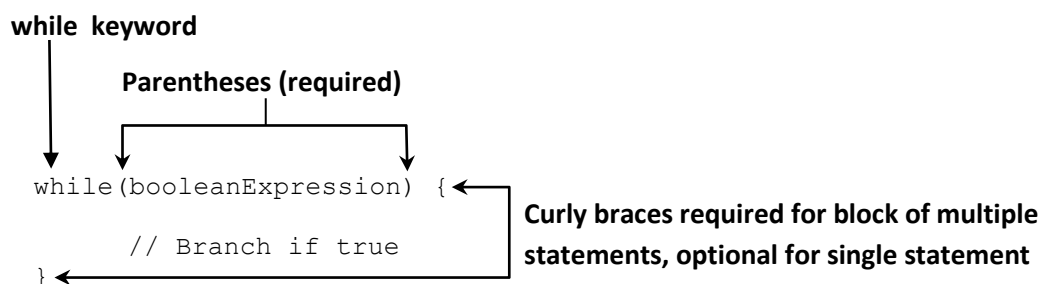 while keyword
Parentheses (required)
while(booleanExpression) {
Curly braces required for block of multiple
// Branch if true
statements, optional for single statement
}